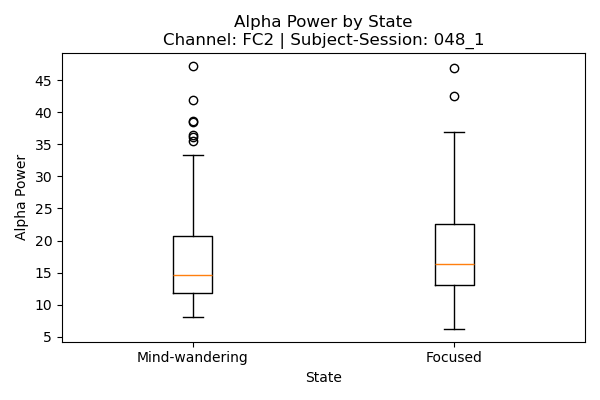 Alpha Power by State
Channel: FC2 | Subject-Session: 048_1
Alpha Power
45
40
35
30
25
20
15
10
5
Mind-wandering
Focused
State